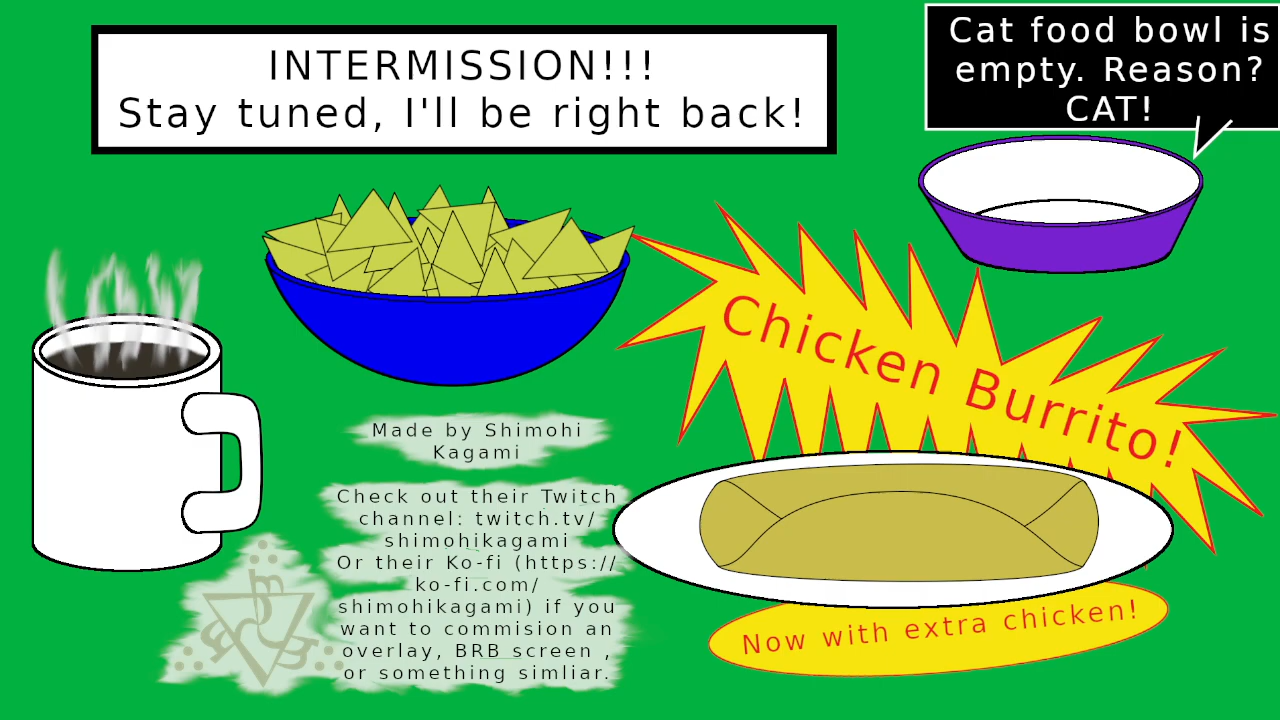 INTERMISSION!!!
Stay tuned, I'll be right back!
Cat food bowl is
empty. Reason?
CAT!
Chicken Burrito!
Made by Shimohi
Kagami
Check out their Twitch
channel: twitch.tv/
shimohikagami
Or their Ko-fi (https://
ko-fi.com/
shimohikagami) if you
want to commision an
overlay, BRB screen ,
or something simliar.
Now with extra chicken!